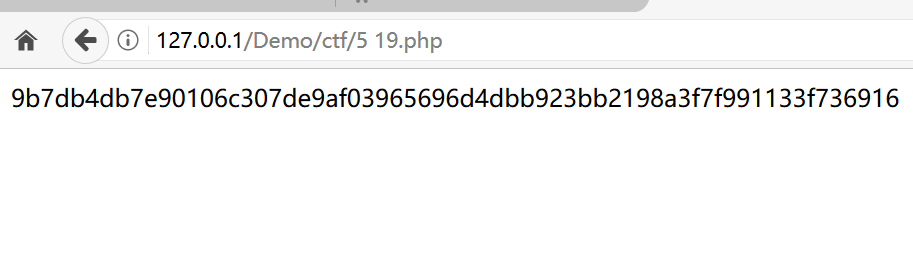 127.0.0.1/Demo/ctf/5 19.php
9b7db4db7e90106c307de9af03965696d4dbb923bb2198a3f7f991133f736916